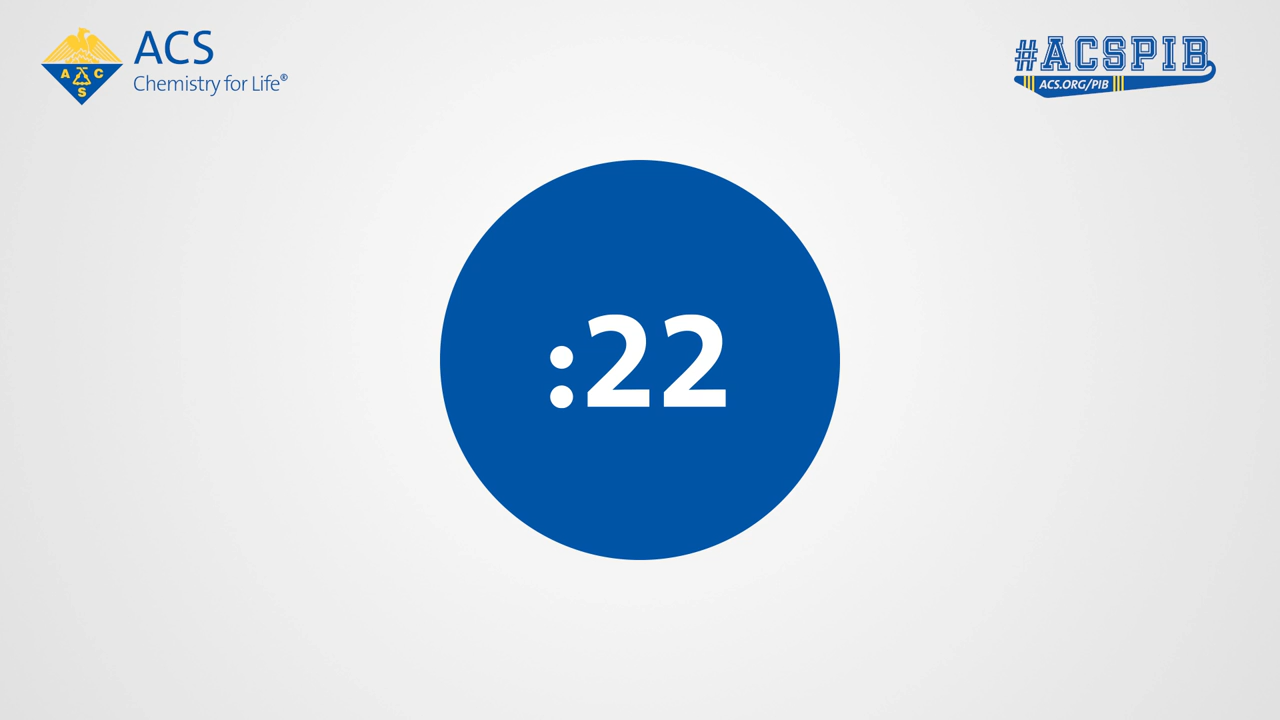 ACS
Chemistry for Life®
A C
S
#ACSPIB
ACS.ORG/PIB
:22